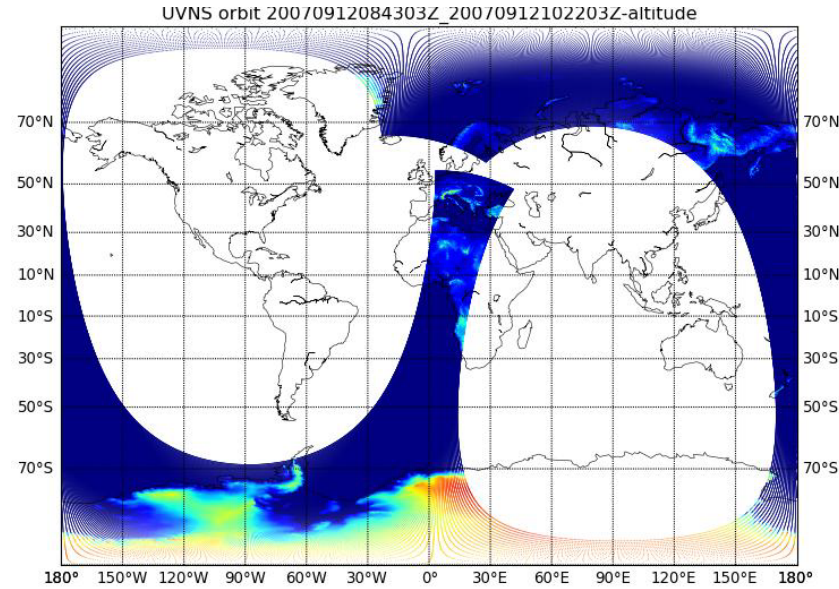 UVNS orbit 20070912084303Z_20070912102203Z-altitude
70°N 70°N
50°N 50°N
30°N 30°N
10°N 10°N
10°S 10°S
30°S 30°S
50°S 50°S
70°S 70°S
180° 150°W 120°W 90°W 60°W 30°W 0° 30°E 60°E 90°E 120°E 150°E 180°